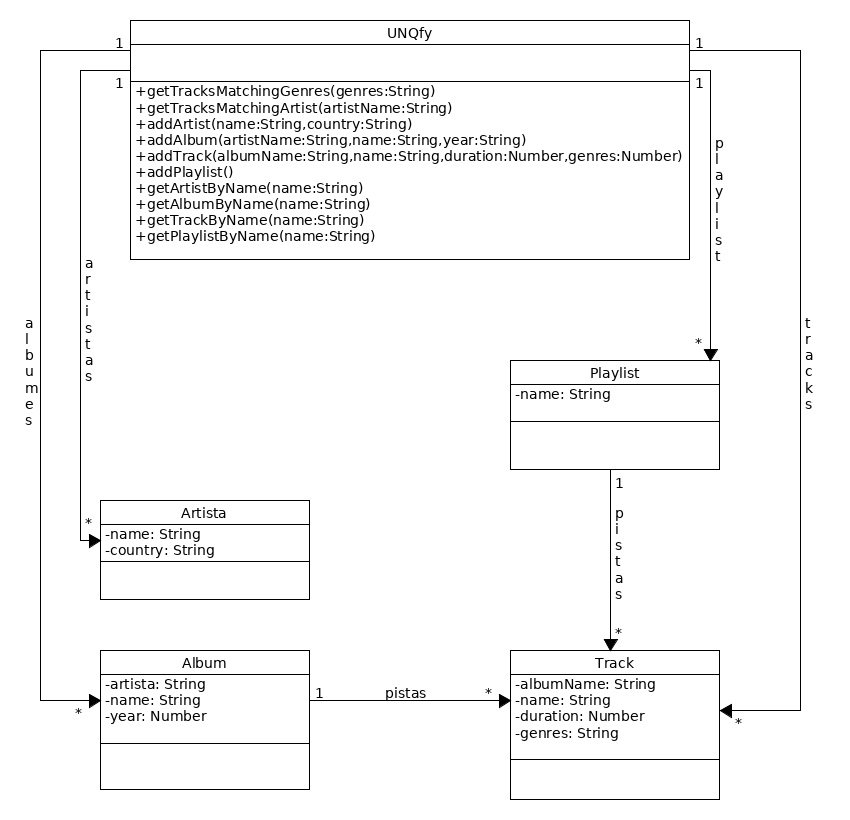 UNQfy
1
1
1
1
+getTracksMatchingGenres(genres:String)
+getTracksMatchingArtist(artistName:String)
+addArtist(name:String,country:String)
+addAlbum(artistName:String,name:String,year:String)
+addTrack(albumName:String,name:String,duration:Number,genres:Number)
+addPlaylist()
+getArtistByName(name:String)
+getAlbumByName(name:String)
+getTrackByName(name:String)
+getPlaylistByName(name:String)
playlist
artistas
albumes
tracks
*
Playlist
-name: String
1
pistas
*
Artista
-name: String
-country: String
*
Album
-artista: String
-name: String
-year: Number
*
1
pistas
*
Track
-albumName: String
-name: String
-duration: Number
-genres: String
*